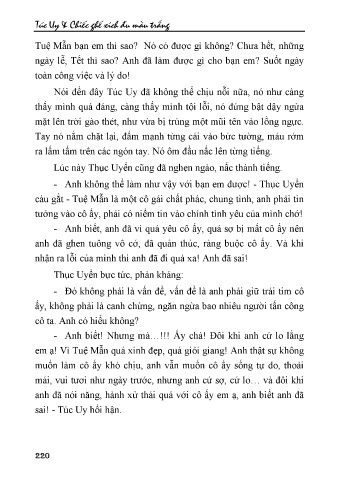 Túc Uy & Chiếc ghế xích đu màu trắng
Tuệ Mẫn bạn em thì sao? Nó có được gì không? Chưa hết, những
ngày lễ, Tết thì sao? Anh đã làm được gì cho bạn em? Suốt ngày
toàn công việc và lý do!
Nói đến đây Túc Uy đã không thể chịu nỗi nữa, nó như càng
thấy mình quá đáng, càng thấy mình tội lỗi, nó đứng bật dậy ngửa
mặt lên trời gào thét, như vừa bị trúng một mũi tên vào lồng ngực.
Tay nó nắm chặt lại, đấm mạnh từng cái vào bức tường, máu rớm
ra lấm tấm trên các ngón tay. Nó ôm đầu nấc lên từng tiếng.
Lúc này Thục Uyển cũng đã nghẹn ngào, nấc thành tiếng.
- Anh không thể làm như vậy với bạn em được! - Thục Uyển
cáu gắt - Tuệ Mẫn là một cô gái chất phác, chung tình, anh phải tin
tưởng vào cô ấy, phải có niềm tin vào chính tình yêu của mình chớ!
- Anh biết, anh đã vì quá yêu cô ấy, quá sợ bị mất cô ấy nên
anh đã ghen tuông vô cớ, đã quản thúc, ràng buộc cô ấy. Và khi
nhận ra lỗi của mình thì anh đã đi quá xa! Anh đã sai!
Thục Uyển bực tức, phản kháng:
- Đó không phải là vấn đề, vấn đề là anh phải giữ trái tim cô
ấy, không phải là canh chừng, ngăn ngừa bao nhiêu người tấn công
cô ta. Anh có hiểu không?
- Anh biết! Nhưng mà…!!! Ấy chà! Đôi khi anh cứ lo lắng
em ạ! Vì Tuệ Mẫn quá xinh đẹp, quá giỏi giang! Anh thật sự không
muốn làm cô ấy khó chịu, anh vẫn muốn cô ấy sống tự do, thoải
mái, vui tươi như ngày trước, nhưng anh cứ sợ, cứ lo… và đôi khi
anh đã nói năng, hành xử thái quá với cô ấy em ạ, anh biết anh đã
sai! - Túc Uy hối hận.
220